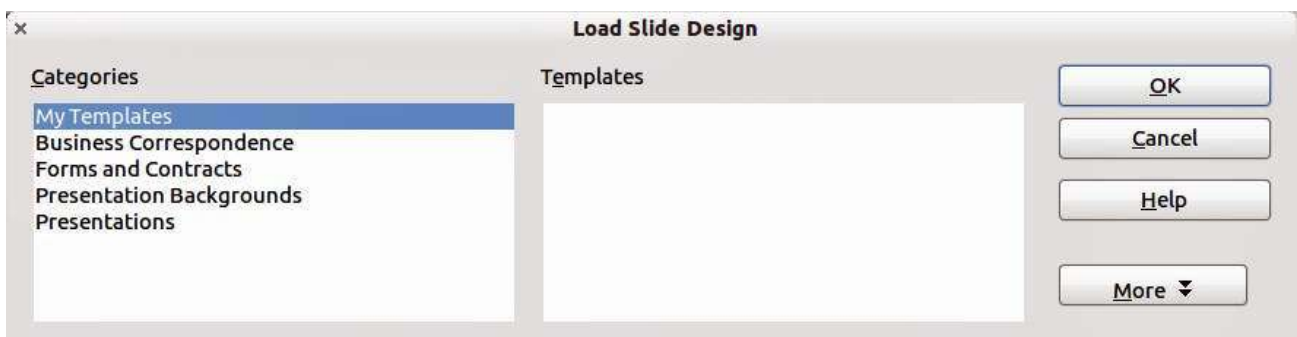 Load Slide Design
Categories
My Templates
Business Correspondence
Forms and Contracts
Presentation Backgrounds
Presentations
Templates
OK
Cancel
Help
More